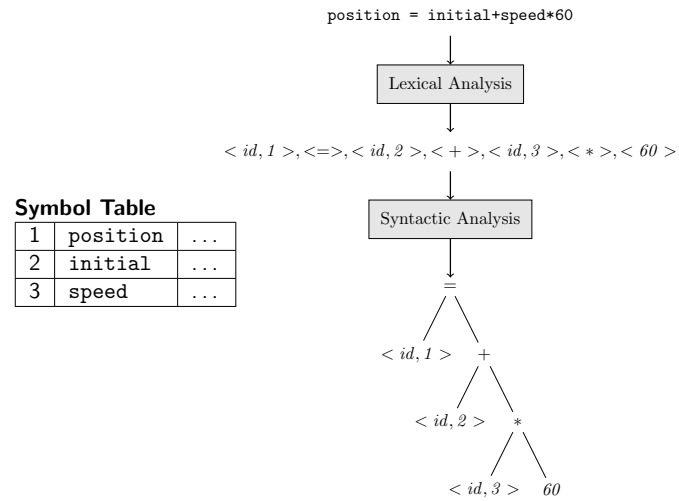 position = initial+speed*60
Lexical Analysis
< id, 1 >,<=>,< id, 2 >,< + >,< id, 3 >,< * >,< 60 >
Syntactic Analysis
Symbol Table
1 position ...
2 initial ...
3 speed ...
=
< id, 1 > +
< id, 2 > *
< id, 3 > 60